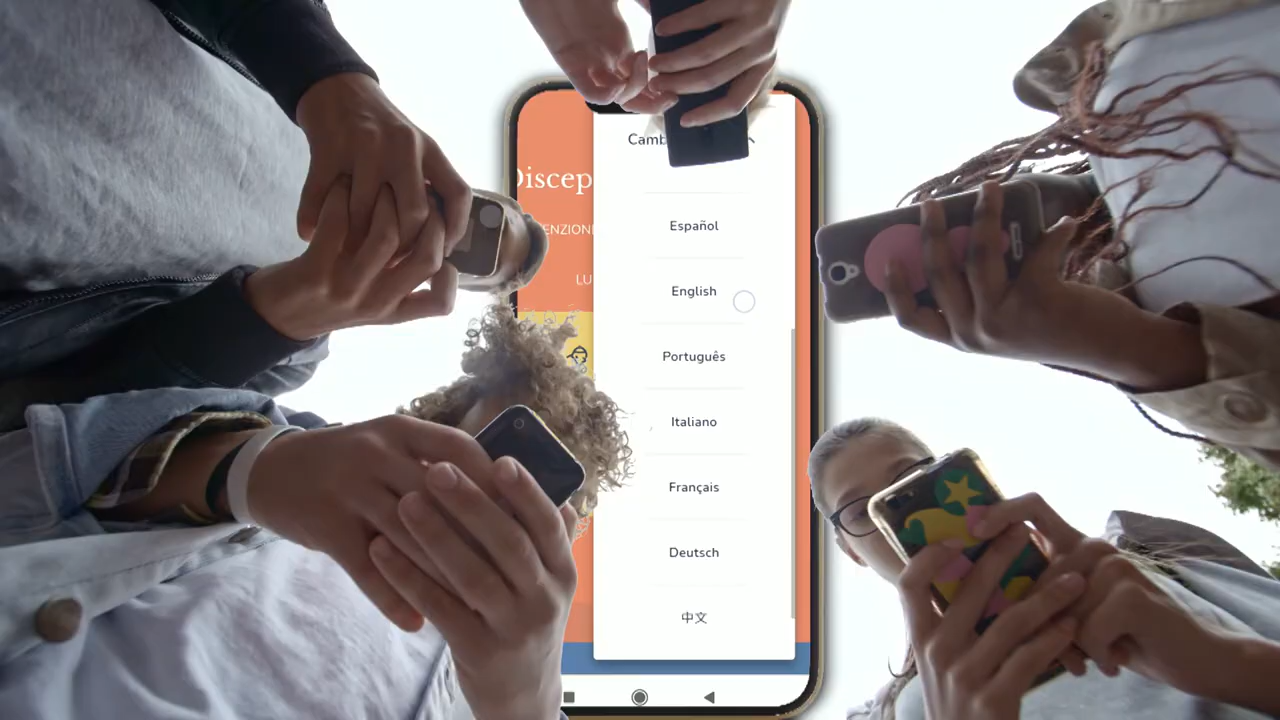 Español
English
Português
Italiano
Français
Deutsch
中文